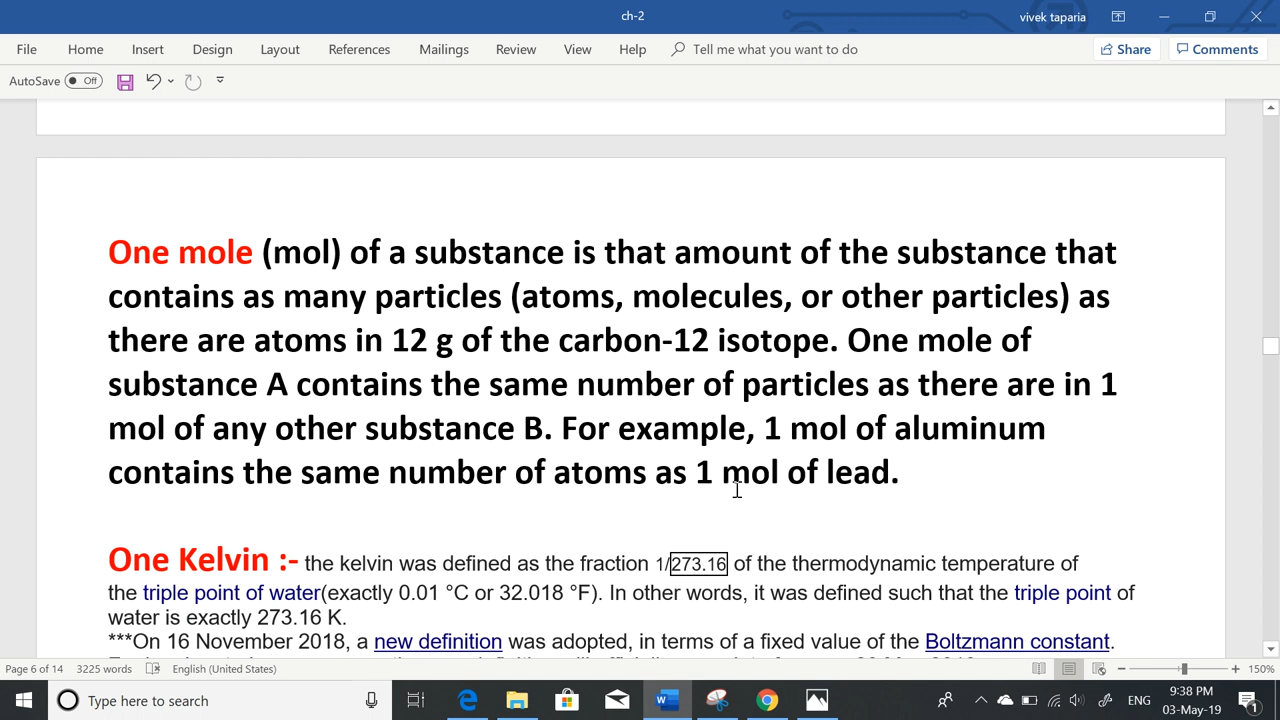 ch-2
vivek taparia
File Home Insert Design Layout References Mailings Review View Help Tell me what you want to do Share Comments
AutoSave Off
One mole (mol) of a substance is that amount of the substance that
contains as many particles (atoms, molecules, or other particles) as
there are atoms in 12 g of the carbon-12 isotope. One mole of
substance A contains the same number of particles as there are in 1
mol of any other substance B. For example, 1 mol of aluminum
contains the same number of atoms as 1 mol of lead.
One Kelvin :- the kelvin was defined as the fraction 1/273.16 of the thermodynamic temperature of
the triple point of water(exactly 0.01 °C or 32.018 °F). In other words, it was defined such that the triple point of
water is exactly 273.16 K.
***On 16 November 2018, a new definition was adopted, in terms of a fixed value of the Boltzmann constant.
Page 6 of 14 3225 words English (United States) 150%
Type here to search ENG 9:38 PM
03-May-19 1